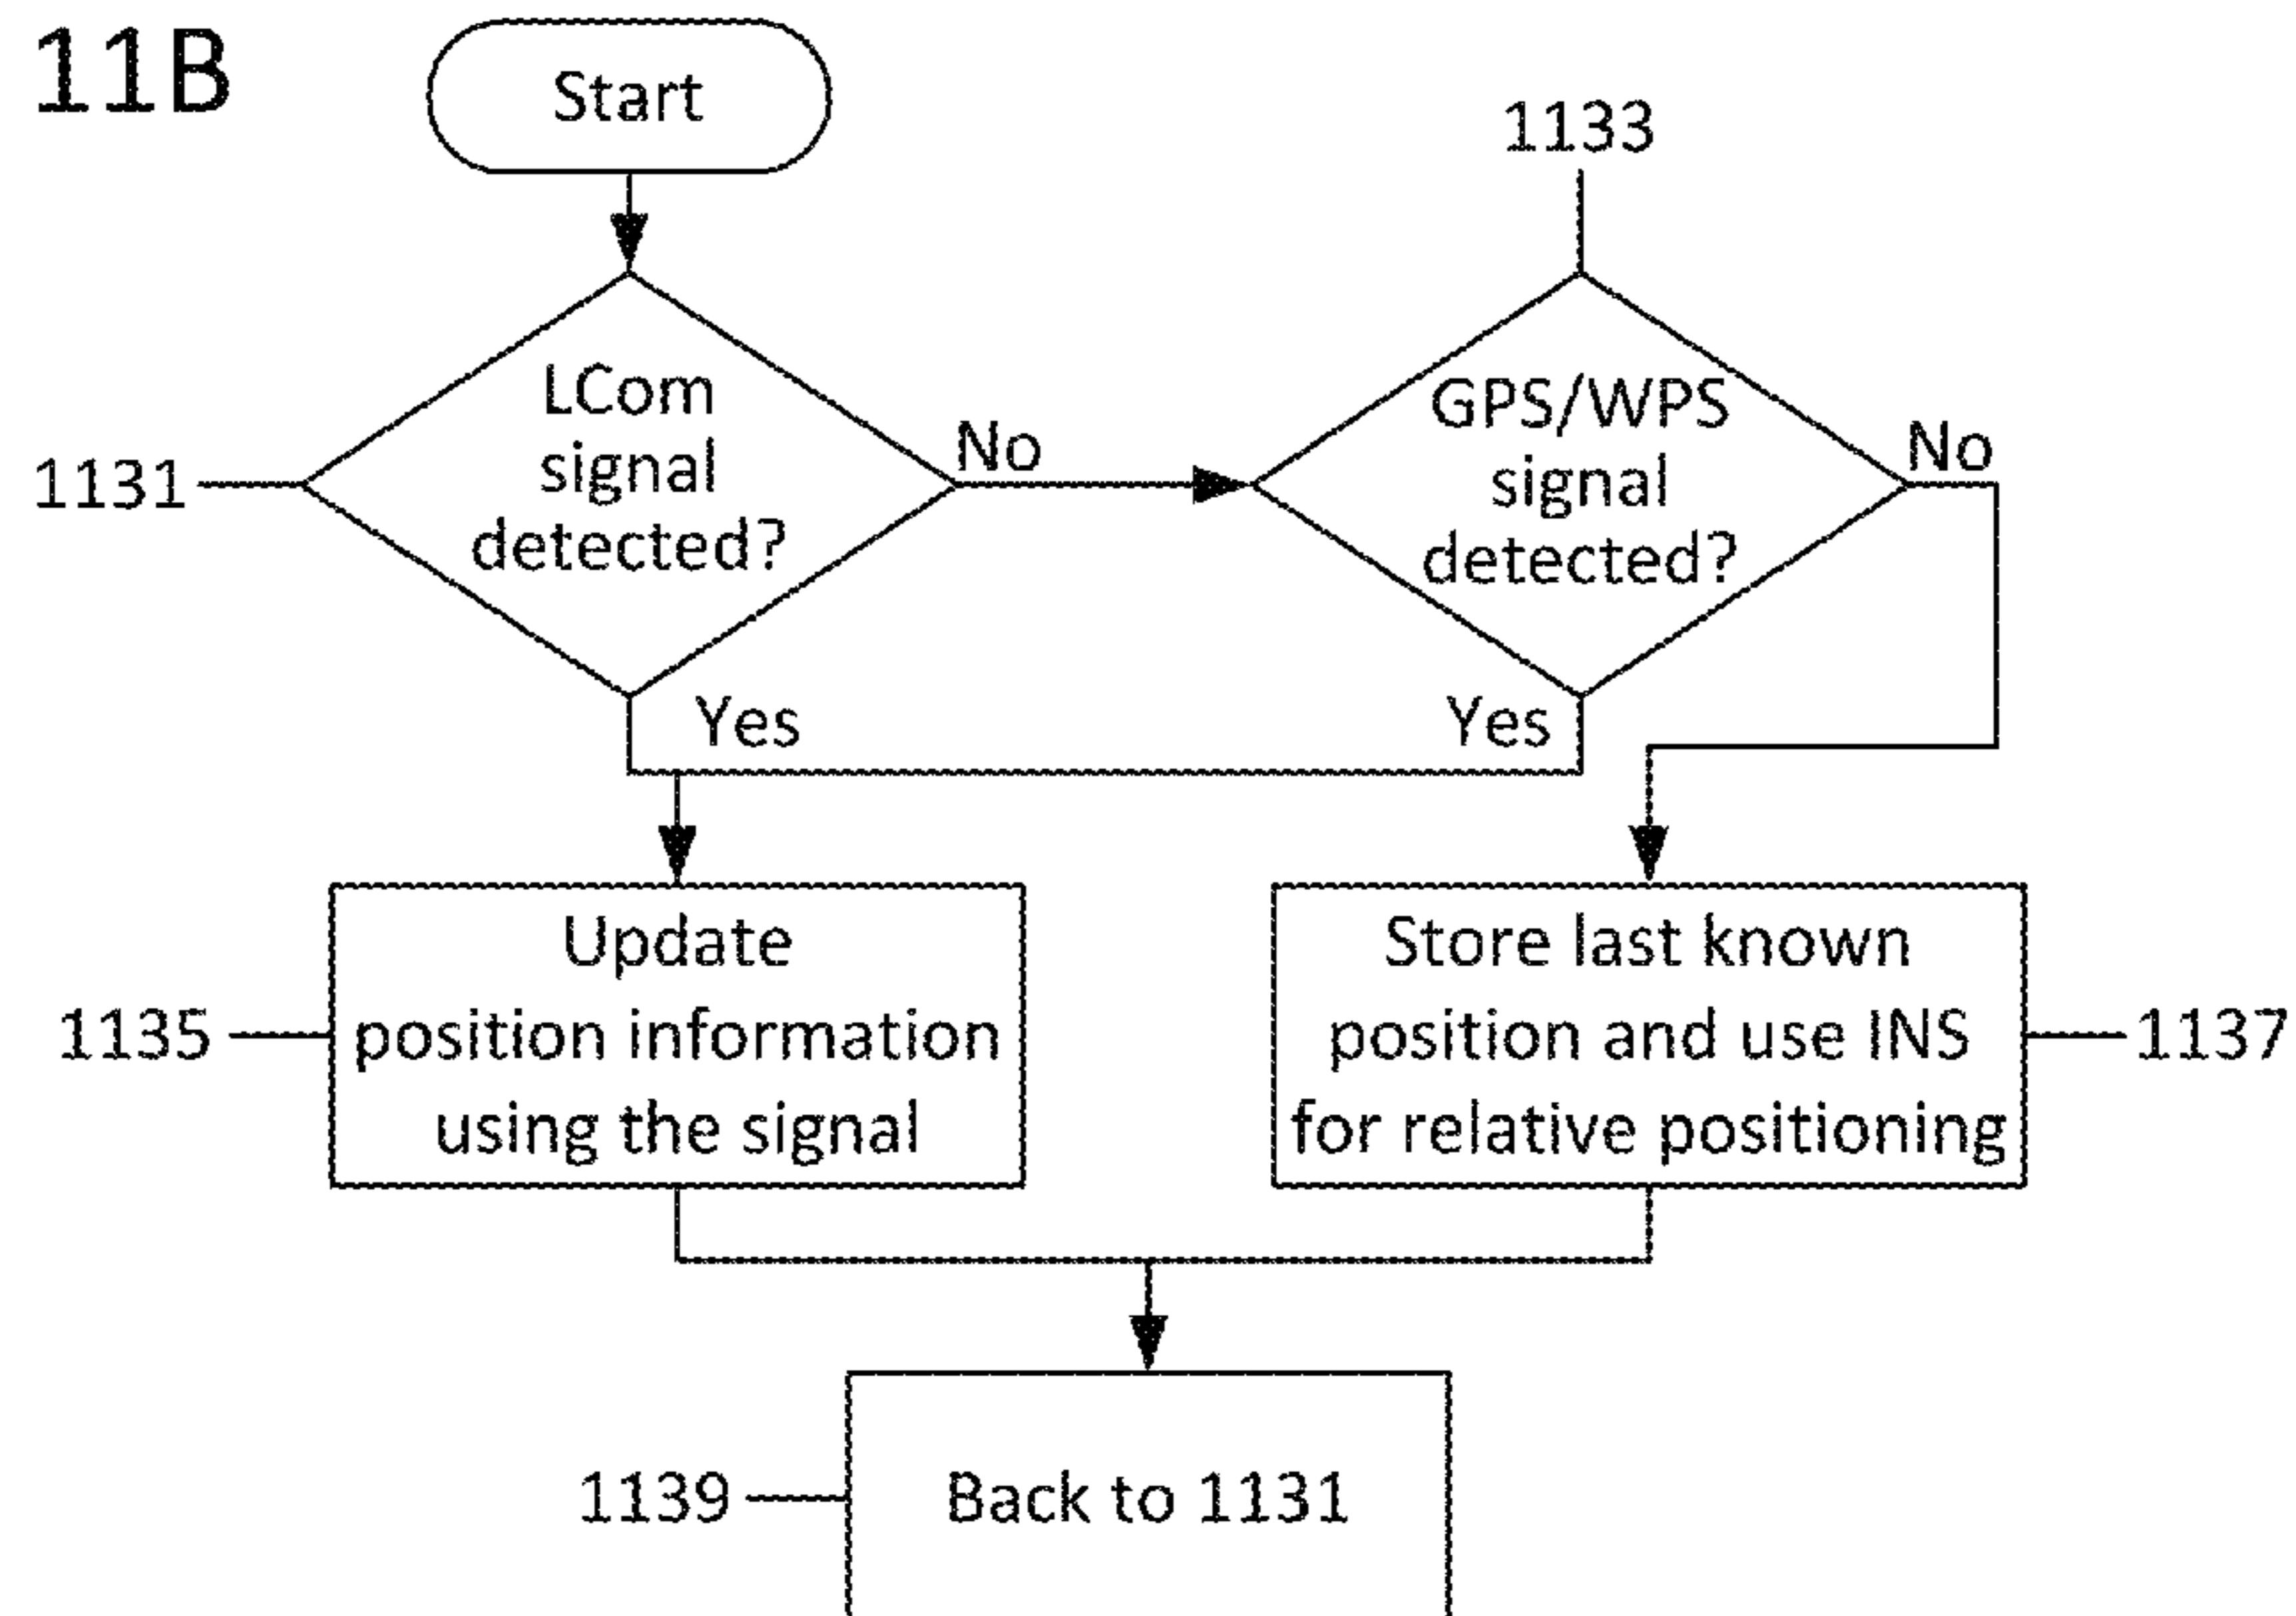 11B
Start
1133
LCom
signal
detected?
No
GPS/WPS
signal
detected?
No
1131
Yes
Yes
Update
position information
using the signal
1135
Store last known
position and use INS
for relative positioning
1137
1139
Back to 1131